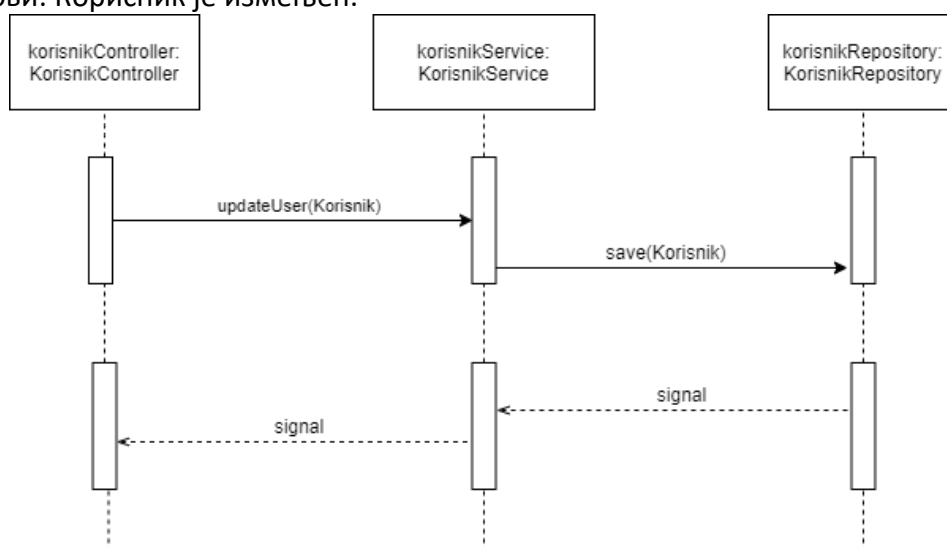 Корисник је измењен.
korisnikController:
KorisnikController
korisnikService:
KorisnikService
korisnikRepository:
KorisnikRepository
updateUser(Korisnik)
save(Korisnik)
signal
signal